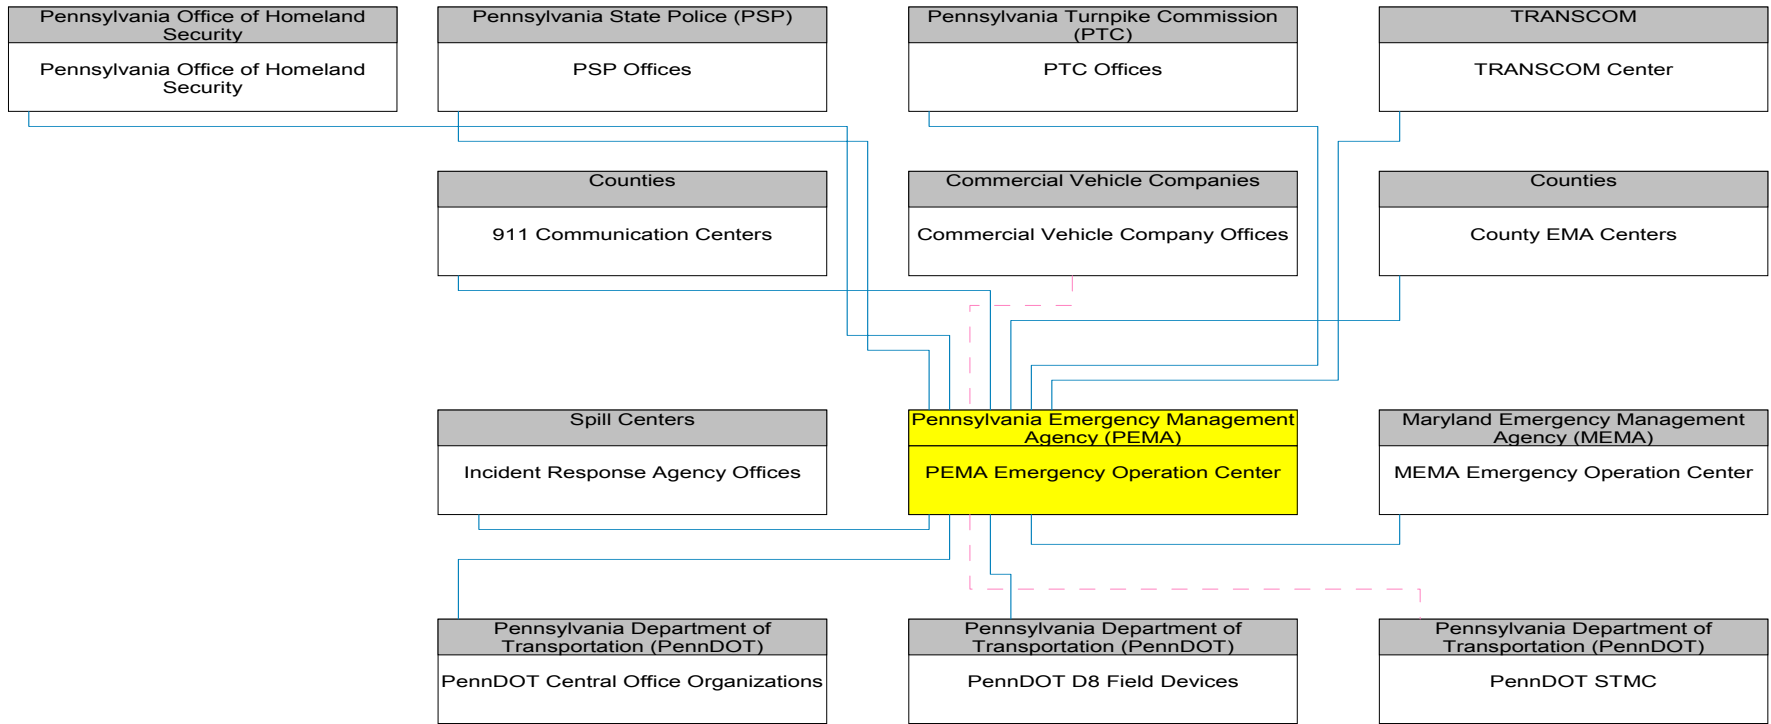 Pennsylvania Office of Homeland
Security
Pennsylvania Office of Homeland
Security
Pennsylvania State Police (PSP)
PSP Offices
Pennsylvania Turnpike Commission
(PTC)
PTC Offices
TRANSCOM
TRANSCOM Center
Counties
911 Communication Centers
Commercial Vehicle Companies
Commercial Vehicle Company Offices
Counties
County EMA Centers
Spill Centers
Incident Response Agency Offices
Pennsylvania Emergency Management
Agency (PEMA)
PEMA Emergency Operation Center
Maryland Emergency Management
Agency (MEMA)
MEMA Emergency Operation Center
Pennsylvania Department of
Transportation (PennDOT)
PennDOT Central Office Organizations
Pennsylvania Department of
Transportation (PennDOT)
PennDOT D8 Field Devices
Pennsylvania Department of
Transportation (PennDOT)
PennDOT STMC